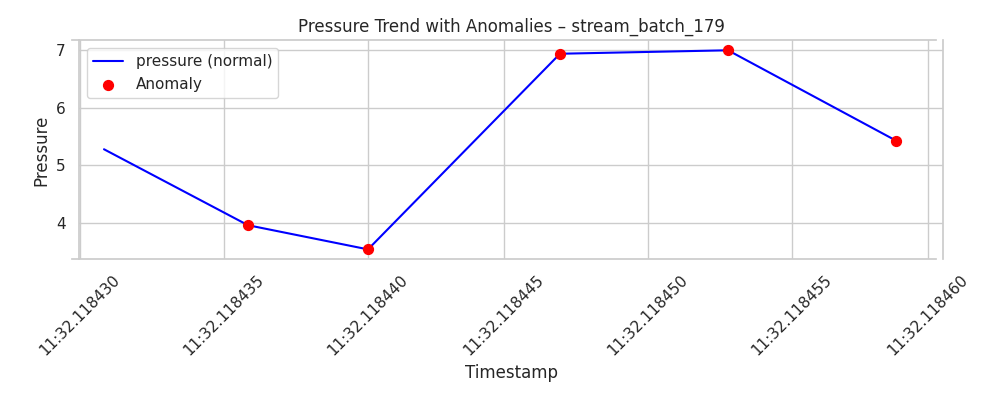 Pressure Trend with Anomalies – stream_batch_179
pressure (normal)
Anomaly
Pressure
7
6
5
4
11:32.118430
11:32.118435
11:32.118440
11:32.118445
11:32.118450
11:32.118455
11:32.118460
Timestamp